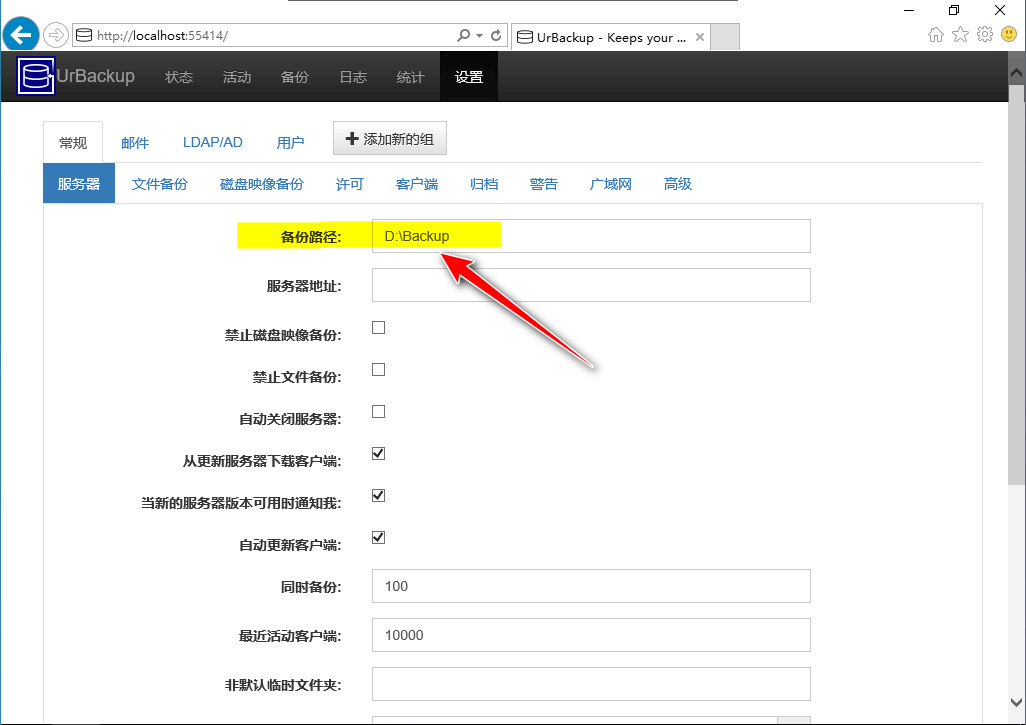 http://localhost:55414/
UrBackup - Keeps your ...
UrBackup 状态 活动 备份 日志 统计 设置
常规 邮件 LDAP/AD 用户 添加新的组
服务器 文件备份 磁盘映像备份 许可 客户端 归档 警告 广域网 高级
备份路径: D:\Backup
服务器地址:
禁止磁盘映像备份:
禁止文件备份:
自动关闭服务器:
从更新服务器下载客户端:
当新的服务器版本可用时通知我:
自动更新客户端:
同时备份: 100
最近活动客户端: 10000
非默认临时文件夹: